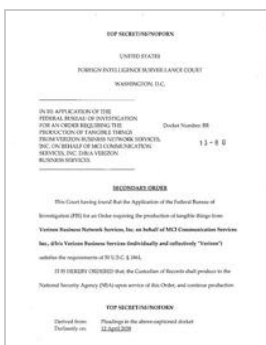 TOP SECRET//SI//NOFORN
UNITED STATES
FOREIGN INTELLIGENCE SURVEILLANCE COURT
WASHINGTON, D.C.
IN RE APPLICATION OF THE
FEDERAL BUREAU OF INVESTIGATION
FOR AN ORDER REQUIRING THE
PRODUCTION OF TANGIBLE THINGS
FROM VERIZON BUSINESS NETWORK SERVICES,
INC. ON BEHALF OF MCI COMMUNICATION
SERVICES, INC. D/B/A VERIZON
BUSINESS SERVICES.
Docket Number: BR
13-80
SECONDARY ORDER
This Court having found that the Application of the Federal Bureau of
Investigation (FBI) for an Order requiring the production of tangible things from
Verizon Business Network Services, Inc. on behalf of MCI Communication Services
Inc., d/b/a Verizon Business Services (individually and collectively "Verizon")
satisfies the requirements of 50 U.S.C. § 1861,
IT IS HEREBY ORDERED that, the Custodian of Records shall produce to the
National Security Agency (NSA) upon service of this Order, and continue production
TOP SECRET//SI//NOFORN
Derived from: Pleadings in the above-captioned docket
Declassify on: 12 April 2038